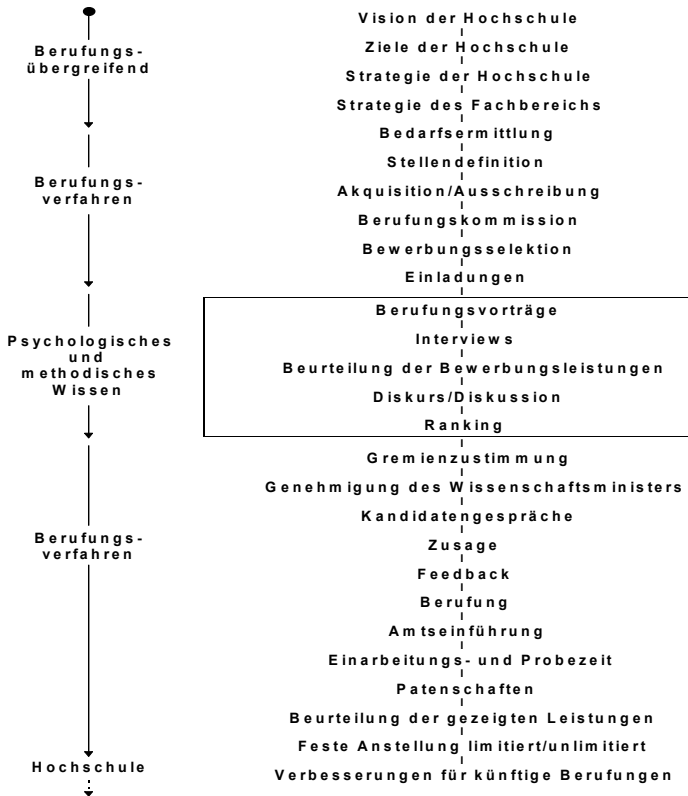 Berufungs-
übergreifend
Berufungs-
verfahren
Psychologisches
und
methodisches
Wissen
Berufungs-
verfahren
Hochschule
Vision der Hochschule
Ziele der Hochschule
Strategie der Hochschule
Strategie des Fachbereichs
Bedarfsermittlung
Stellendefinition
Akquisition/Ausschreibung
Berufungskommission
Bewerbungsselektion
Einladungen
Berufungsvorträge
Interviews
Beurteilung der Bewerbungsleistungen
Diskurs/Diskussion
Ranking
Gremienzustimmung
Genehmigung des Wissenschaftsministers
Kandidatengespräche
Zusage
Feedback
Berufung
Amtseinführung
Einarbeitungs- und Probezeit
Patenschaften
Beurteilung der gezeigten Leistungen
Feste Anstellung limitiert/unlimitiert
Verbesserungen für künftige Berufungen